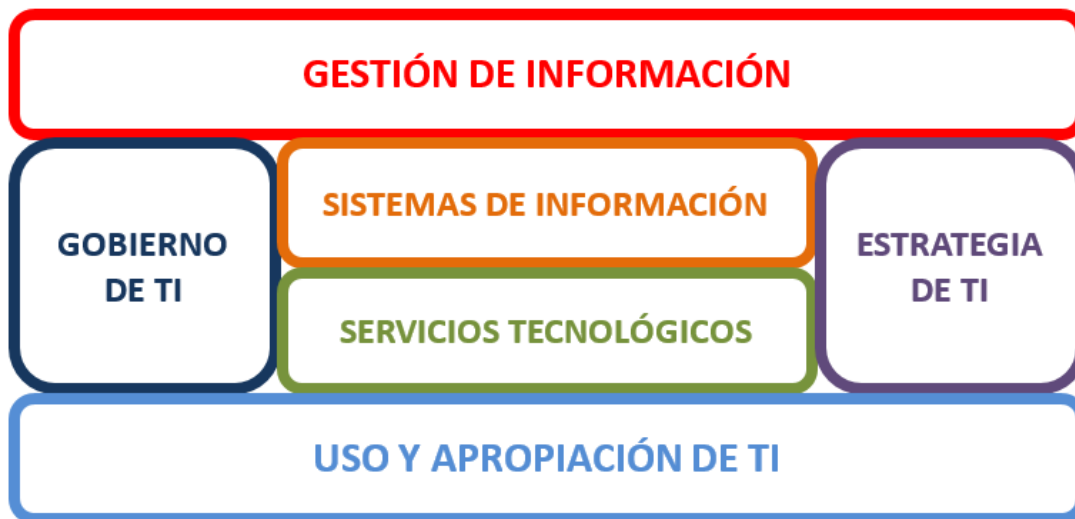 GESTIÓN DE INFORMACIÓN
GOBIERNO
DE TI
SISTEMAS DE INFORMACIÓN
SERVICIOS TECNOLÓGICOS
ESTRATEGIA
DE TI
USO Y APROPIACIÓN DE TI